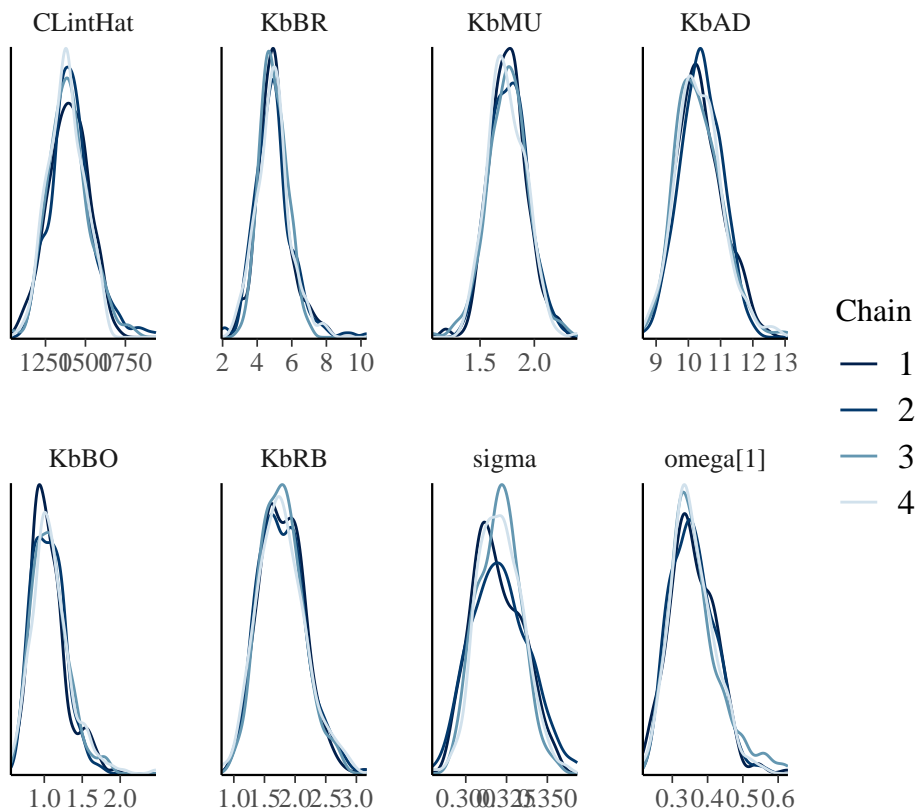 CLintHat KbBR KbMU KbAD
1250 1500 1750 2 4 6 8 10 1.5 2.0 9 10 11 12 13
Chain
1
2
3
4
KbBO KbRB sigma omega[1]
1.0 1.5 2.0 1.0 1.5 2.0 2.5 3.0 0.300 0.325 0.350 0.3 0.4 0.5 0.6